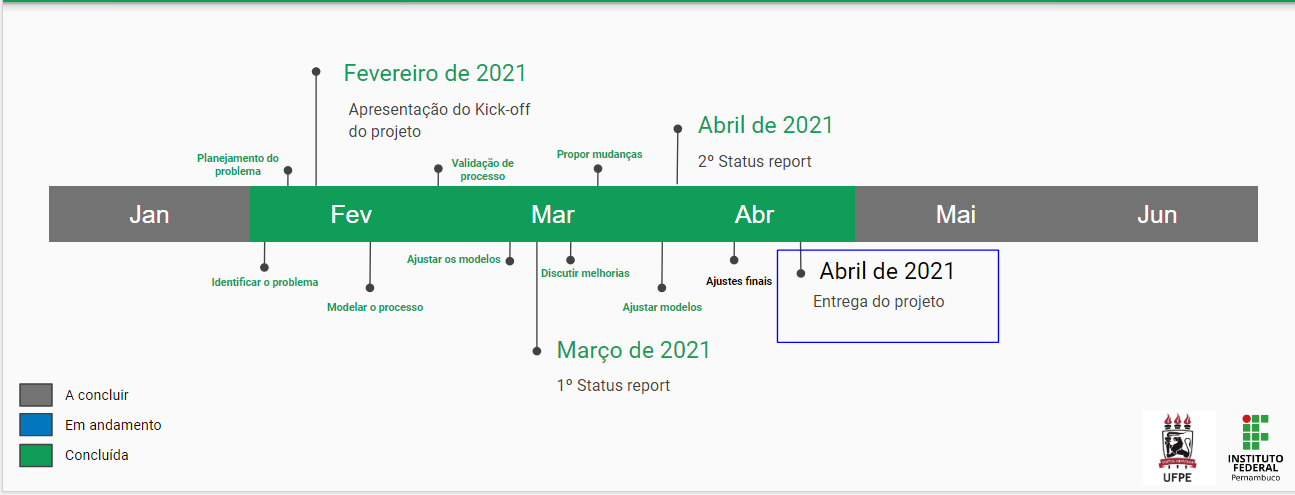 Fevereiro de 2021
Apresentação do Kick-off
do projeto
Abril de 2021
2º Status report
Planejamento do
problema
Validação de
processo
Propor mudanças
Jan
Fev
Mar
Abr
Mai
Jun
Identificar o problema
Modelar o processo
Ajustar os modelos
Discutir melhorias
Ajustar modelos
Ajustes finais
Abril de 2021
Entrega do projeto
Março de 2021
1º Status report
A concluir
Em andamento
Concluída
UFPE
INSTITUTO
FEDERAL
Pernambuco